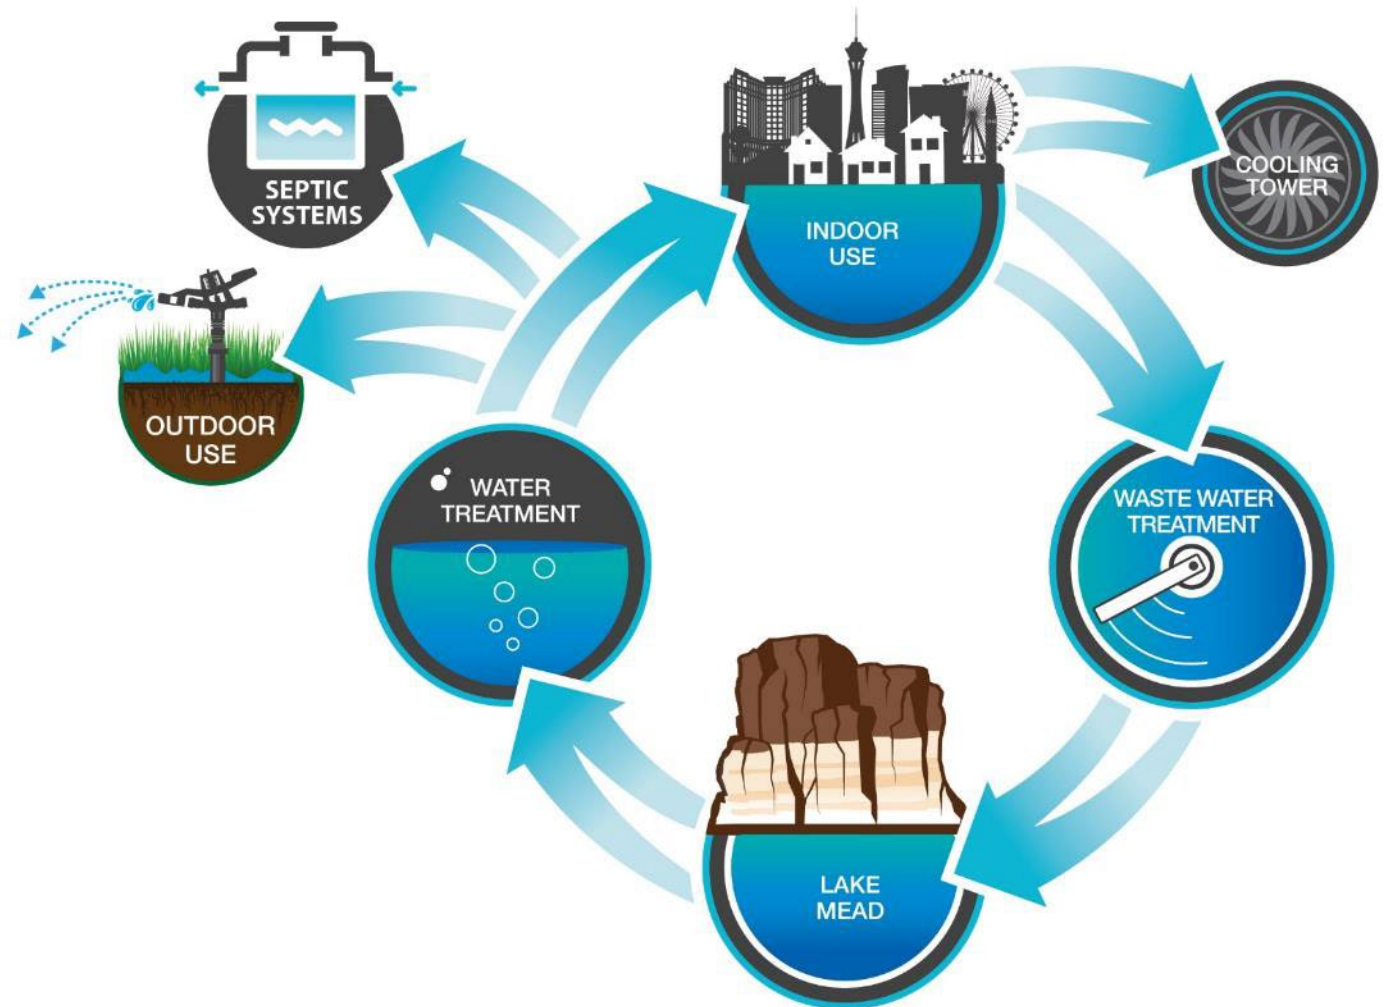 SEPTIC
SYSTEMS
INDOOR
USE
COOLING
TOWER
OUTDOOR
USE
WATER
TREATMENT
WASTE WATER
TREATMENT
LAKE
MEAD